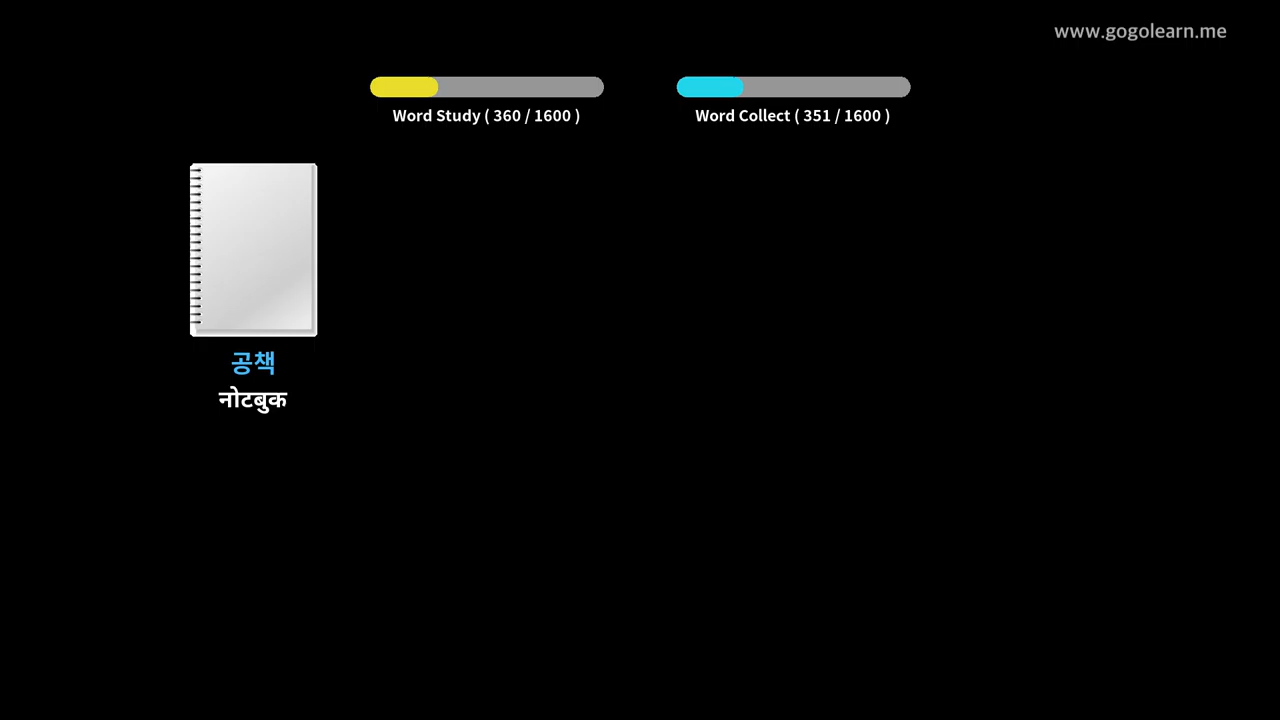 www.gogolearn.me
Word Study ( 360 / 1600 )
Word Collect ( 351 / 1600 )
공책
नोटबुक